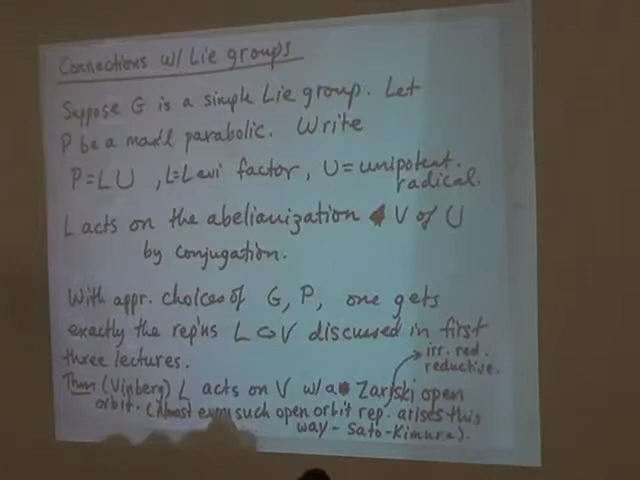 Connections w/ Lie groups
Suppose G is a simple Lie group. Let
P be a max'l parabolic. Write
P=LU, L=Levi factor, U=unipotent
radical.
L acts on the abelianization V of U
by conjugation.
With appr. choices of G, P, one gets
exactly the rep'ns L ↻ V discussed in first
three lectures.
irr. red.
reductive.
Thm (Vinberg) L acts on V w/a Zariski open
orbit. (Almost every such open orbit rep. arises this
way - Sato-Kimura).